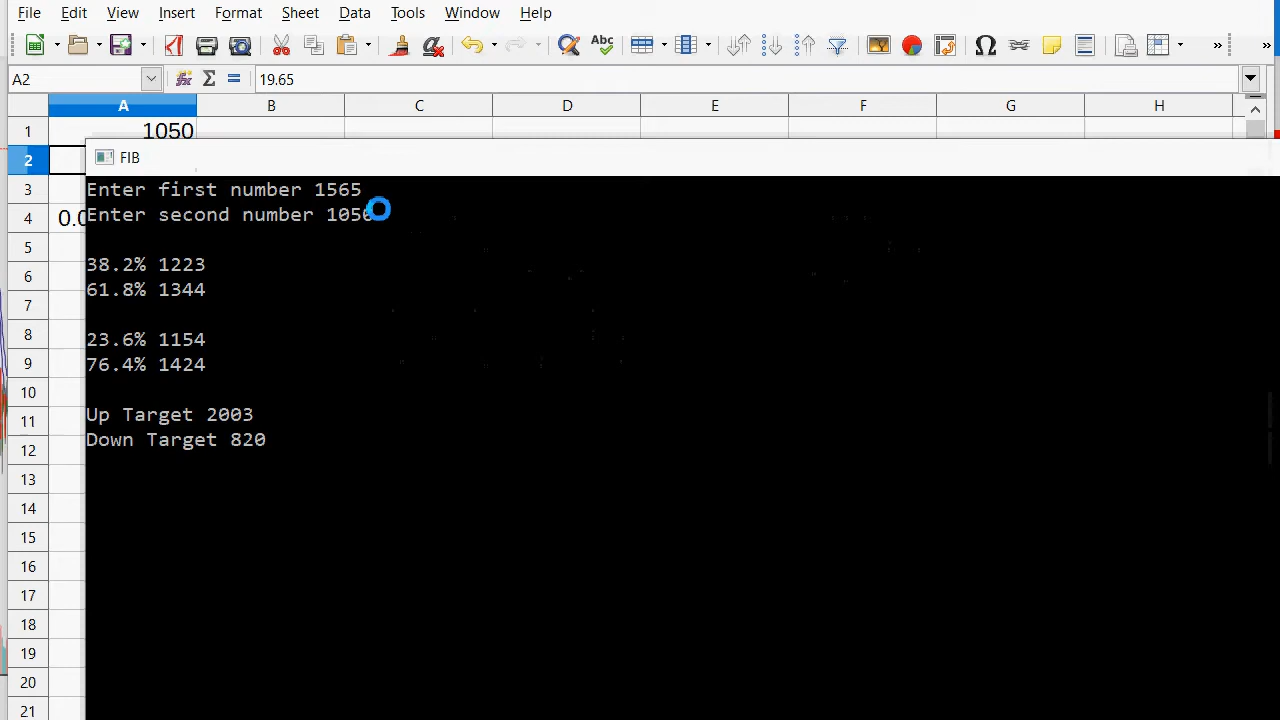 File Edit View Insert Format Sheet Data Tools Window Help
Abc
A2 19.65
A B C D E F G H
1 1050
FIB
2
Enter first number 1565
3
Enter second number 1050
4 0.0
5
38.2% 1223
6
61.8% 1344
7
23.6% 1154
8
76.4% 1424
9
10
Up Target 2003
11
Down Target 820
12
13
14
15
16
17
18
19
20
21